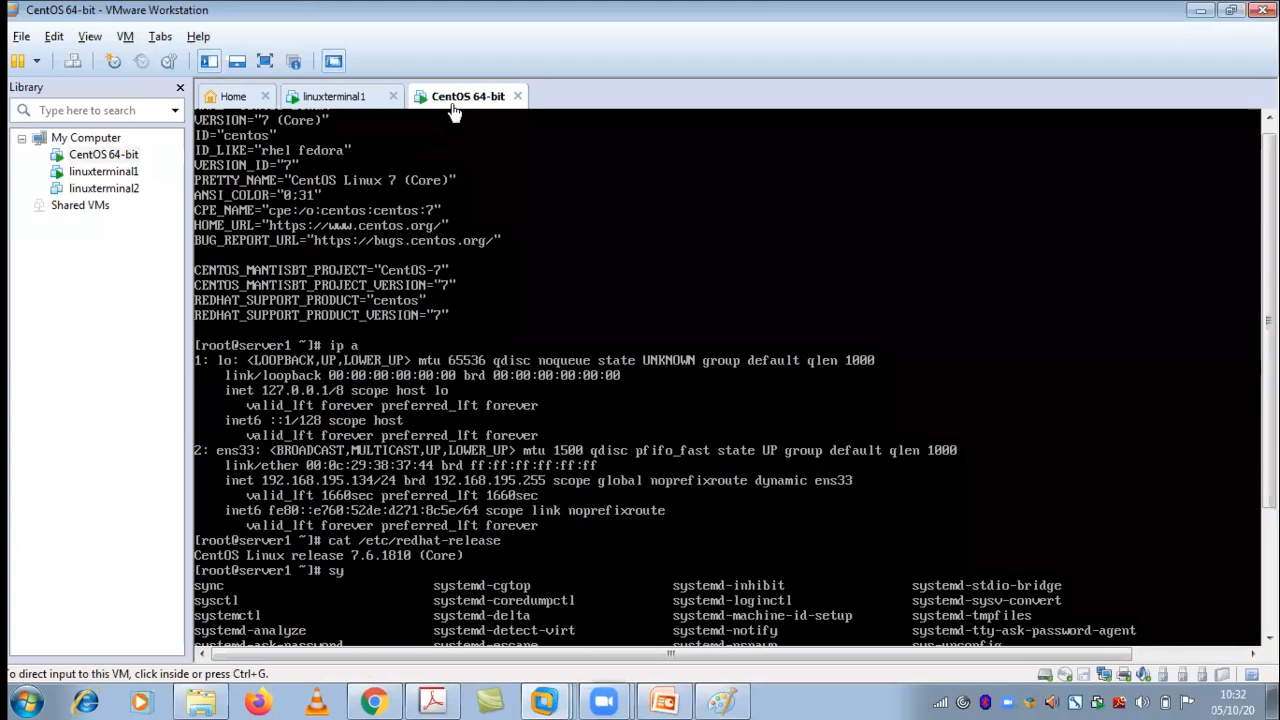 CentOS 64-bit - VMware Workstation
File Edit View VM Tabs Help
Library
Type here to search
My Computer
CentOS 64-bit
linuxterminal1
linuxterminal2
Shared VMs
Home linuxterminal1 CentOS 64-bit
VERSION="7 (Core)"
ID="centos"
ID_LIKE="rhel fedora"
VERSION_ID="7"
PRETTY_NAME="CentOS Linux 7 (Core)"
ANSI_COLOR="0;31"
CPE_NAME="cpe:/o:centos:centos:7"
HOME_URL="https://www.centos.org/"
BUG_REPORT_URL="https://bugs.centos.org/"
CENTOS_MANTISBT_PROJECT="CentOS-7"
CENTOS_MANTISBT_PROJECT_VERSION="7"
REDHAT_SUPPORT_PRODUCT="centos"
REDHAT_SUPPORT_PRODUCT_VERSION="7"
[root@server1 ~]# ip a
1: lo: <LOOPBACK,UP,LOWER_UP> mtu 65536 qdisc noqueue state UNKNOWN group default qlen 1000
link/loopback 00:00:00:00:00:00 brd 00:00:00:00:00:00
inet 127.0.0.1/8 scope host lo
valid_lft forever preferred_lft forever
inet6 ::1/128 scope host
valid_lft forever preferred_lft forever
2: ens33: <BROADCAST,MULTICAST,UP,LOWER_UP> mtu 1500 qdisc pfifo_fast state UP group default qlen 1000
link/ether 00:0c:29:38:37:44 brd ff:ff:ff:ff:ff:ff
inet 192.168.195.134/24 brd 192.168.195.255 scope global noprefixroute dynamic ens33
valid_lft 1660sec preferred_lft 1660sec
inet6 fe80::e760:52de:d271:8c5e/64 scope link noprefixroute
valid_lft forever preferred_lft forever
[root@server1 ~]# cat /etc/redhat-release
CentOS Linux release 7.6.1810 (Core)
[root@server1 ~]# sy
sync systemd-cgtop systemd-inhibit systemd-stdio-bridge
sysctl systemd-coredumpctl systemd-loginctl systemd-sysv-convert
systemctl systemd-delta systemd-machine-id-setup systemd-tmpfiles
systemd-analyze systemd-detect-virt systemd-notify systemd-tty-ask-password-agent
To direct input to this VM, click inside or press Ctrl+G.
10:32
05/10/20